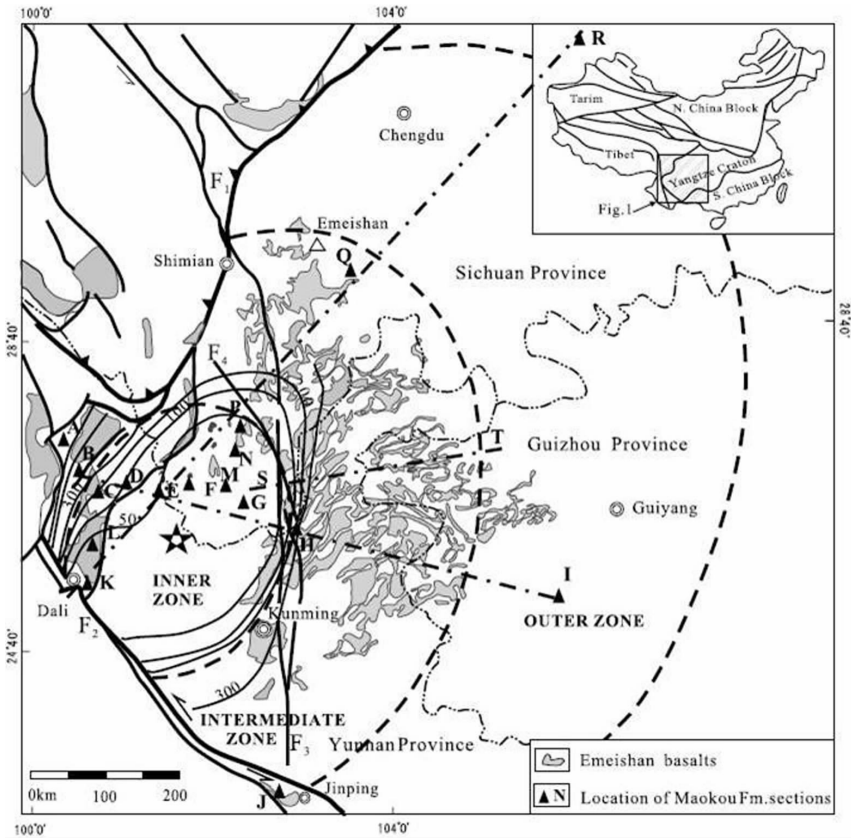 100°0' 104°0'
R
Tarim
N. China Block
Tibet
Yangtze Craton
S. China Block
Fig.1
Chengdu
F1
Emeishan
Shimian
Q
Sichuan Province
28°40'
28°40'
F4
P
A
N
T
Guizhou Province
B
M
S
C
D
E
F
G
Guiyang
50
L
H
K
INNER
ZONE
I
Dali
OUTER ZONE
F2
Kunming
24°40'
24°40'
300
INTERMEDIATE
ZONE
F3
Yunnan Province
Emeishan basalts
0km 100 200
J
Jinping
N Location of Maokou Fm.sections
100°0' 104°0'